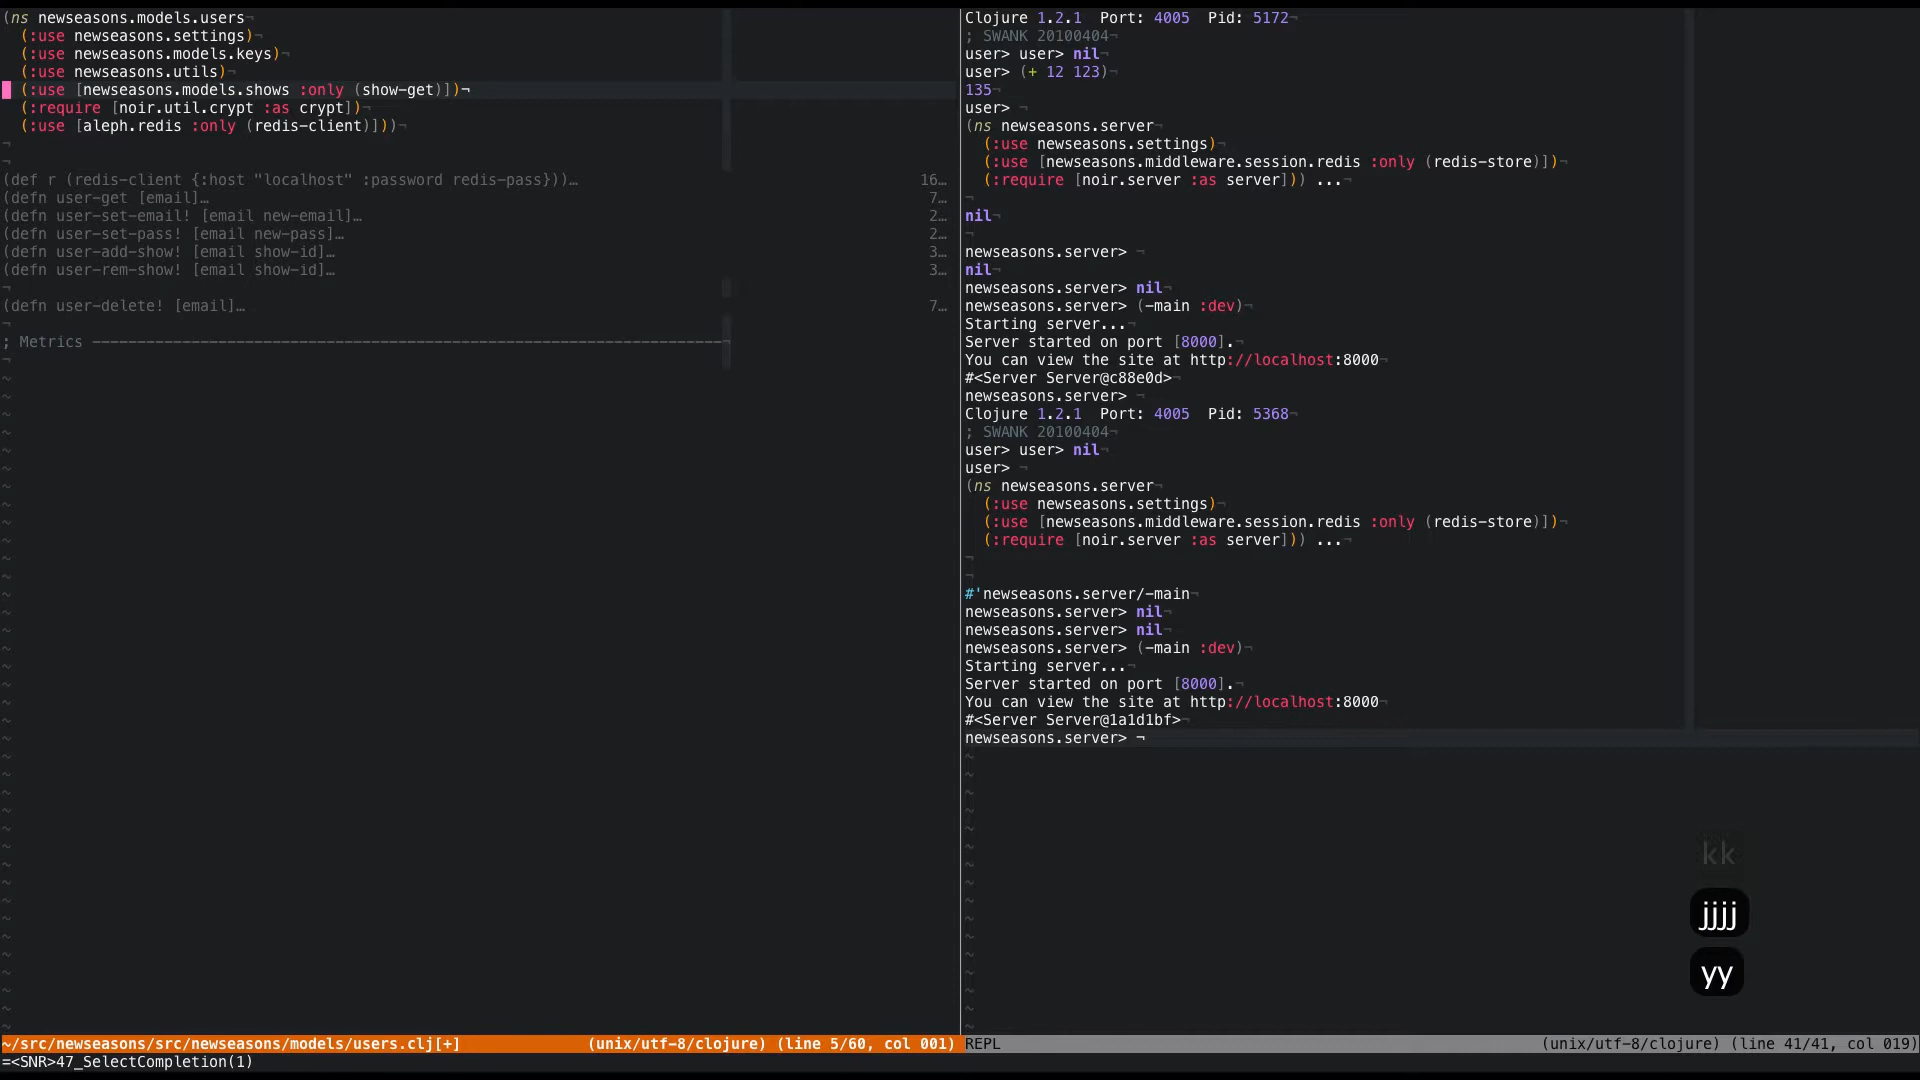 (ns newseasons.models.users¬
  (:use newseasons.settings)¬
  (:use newseasons.models.keys)¬
  (:use newseasons.utils)¬
  (:use [newseasons.models.shows :only (show-get)])¬
  (:require [noir.util.crypt :as crypt])¬
  (:use [aleph.redis :only (redis-client)]))¬
¬
¬
(def r (redis-client {:host "localhost" :password redis-pass}))… 16…
(defn user-get [email]… 7…
(defn user-set-email! [email new-email]… 2…
(defn user-set-pass! [email new-pass]… 2…
(defn user-add-show! [email show-id]… 3…
(defn user-rem-show! [email show-id]… 3…
¬
(defn user-delete! [email]… 7…
¬
; Metrics ----------------------------------------------------------------------¬
¬
~/src/newseasons/src/newseasons/models/users.clj[+] (unix/utf-8/clojure) (line 5/60, col 001)
=<SNR>47_SelectCompletion(1)
Clojure 1.2.1  Port: 4005  Pid: 5172¬
; SWANK 20100404¬
user> user> nil¬
user> (+ 12 123)¬
135¬
user> ¬
(ns newseasons.server¬
  (:use newseasons.settings)¬
  (:use [newseasons.middleware.session.redis :only (redis-store)])¬
  (:require [noir.server :as server])) ...¬
¬
nil¬
¬
newseasons.server> ¬
nil¬
newseasons.server> nil¬
newseasons.server> (-main :dev)¬
Starting server...¬
Server started on port [8000].¬
You can view the site at http://localhost:8000¬
#<Server Server@c88e0d>¬
newseasons.server> ¬
Clojure 1.2.1  Port: 4005  Pid: 5368¬
; SWANK 20100404¬
user> user> nil¬
user> ¬
(ns newseasons.server¬
  (:use newseasons.settings)¬
  (:use [newseasons.middleware.session.redis :only (redis-store)])¬
  (:require [noir.server :as server])) ...¬
¬
¬
#'newseasons.server/-main¬
newseasons.server> nil¬
newseasons.server> nil¬
newseasons.server> (-main :dev)¬
Starting server...¬
Server started on port [8000].¬
You can view the site at http://localhost:8000¬
#<Server Server@1a1d1bf>¬
newseasons.server> ¬
REPL (unix/utf-8/clojure) (line 41/41, col 019)
kk
jjjj
yy